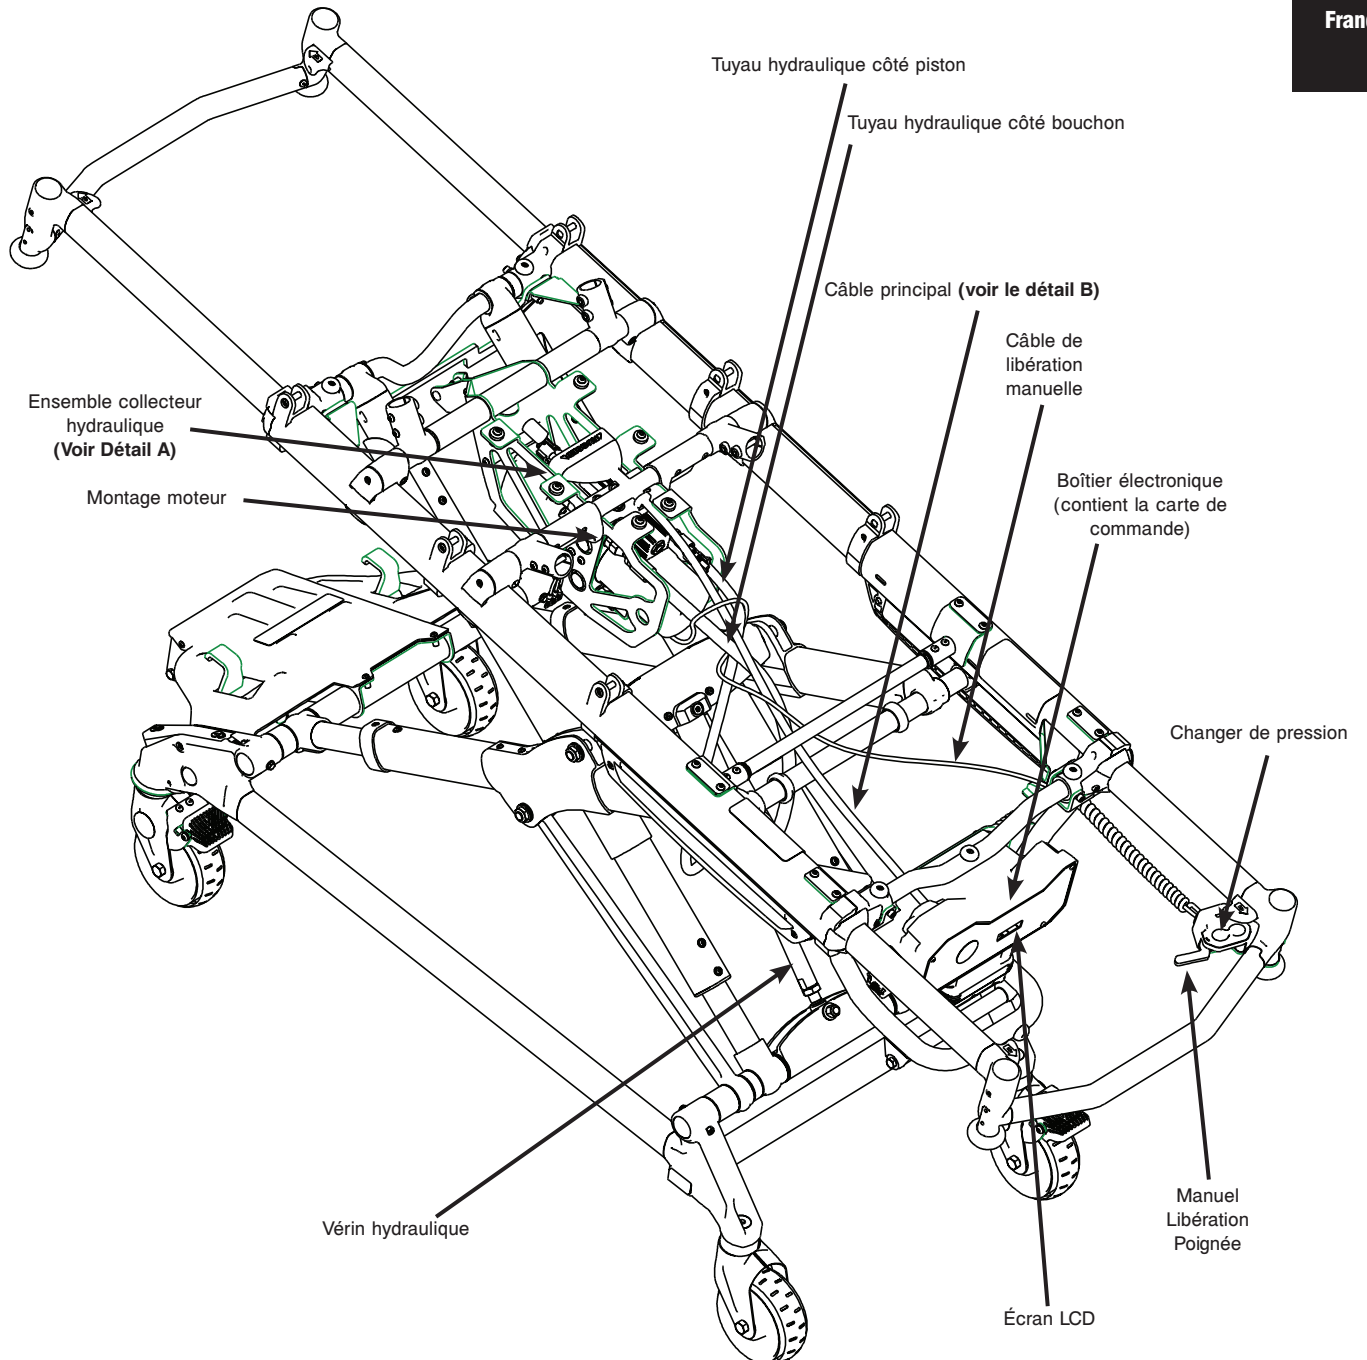 Tuyau hydraulique côté piston
Tuyau hydraulique côté bouchon
Câble principal (voir le détail B)
Câble de
libération
manuelle
Ensemble collecteur
hydraulique
(Voir Détail A)
Montage moteur
Boîtier électronique
(contient la carte de
commande)
Changer de pression
Vérin hydraulique
Manuel
Libération
Poignée
Écran LCD